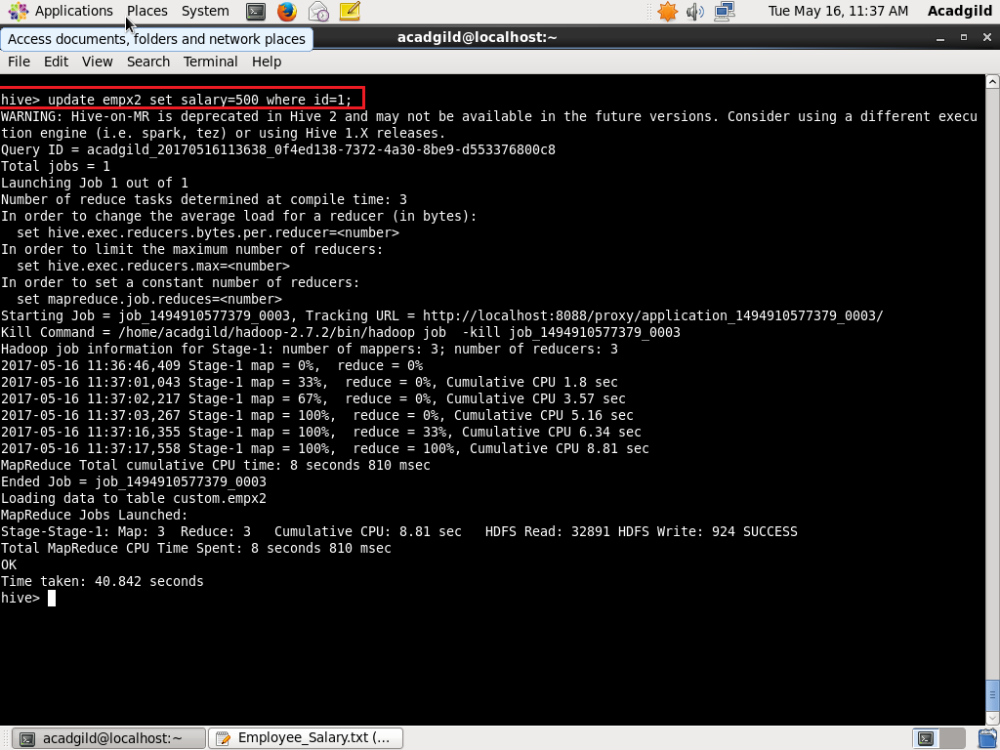 Applications Places System Tue May 16, 11:37 AM Acadgild
Access documents, folders and network places
acadgild@localhost:~
File Edit View Search Terminal Help
hive> update empx2 set salary=500 where id=1;
WARNING: Hive-on-MR is deprecated in Hive 2 and may not be available in the future versions. Consider using a different execu
tion engine (i.e. spark, tez) or using Hive 1.X releases.
Query ID = acadgild_20170516113638_0f4ed138-7372-4a30-8be9-d553376800c8
Total jobs = 1
Launching Job 1 out of 1
Number of reduce tasks determined at compile time: 3
In order to change the average load for a reducer (in bytes):
  set hive.exec.reducers.bytes.per.reducer=<number>
In order to limit the maximum number of reducers:
  set hive.exec.reducers.max=<number>
In order to set a constant number of reducers:
  set mapreduce.job.reduces=<number>
Starting Job = job_1494910577379_0003, Tracking URL = http://localhost:8088/proxy/application_1494910577379_0003/
Kill Command = /home/acadgild/hadoop-2.7.2/bin/hadoop job  -kill job_1494910577379_0003
Hadoop job information for Stage-1: number of mappers: 3; number of reducers: 3
2017-05-16 11:36:46,409 Stage-1 map = 0%,  reduce = 0%
2017-05-16 11:37:01,043 Stage-1 map = 33%,  reduce = 0%, Cumulative CPU 1.8 sec
2017-05-16 11:37:02,217 Stage-1 map = 67%,  reduce = 0%, Cumulative CPU 3.57 sec
2017-05-16 11:37:03,267 Stage-1 map = 100%,  reduce = 0%, Cumulative CPU 5.16 sec
2017-05-16 11:37:16,355 Stage-1 map = 100%,  reduce = 33%, Cumulative CPU 6.34 sec
2017-05-16 11:37:17,558 Stage-1 map = 100%,  reduce = 100%, Cumulative CPU 8.81 sec
MapReduce Total cumulative CPU time: 8 seconds 810 msec
Ended Job = job_1494910577379_0003
Loading data to table custom.empx2
MapReduce Jobs Launched:
Stage-Stage-1: Map: 3  Reduce: 3   Cumulative CPU: 8.81 sec   HDFS Read: 32891 HDFS Write: 924 SUCCESS
Total MapReduce CPU Time Spent: 8 seconds 810 msec
OK
Time taken: 40.842 seconds
hive>
acadgild@localhost:~ Employee_Salary.txt (...